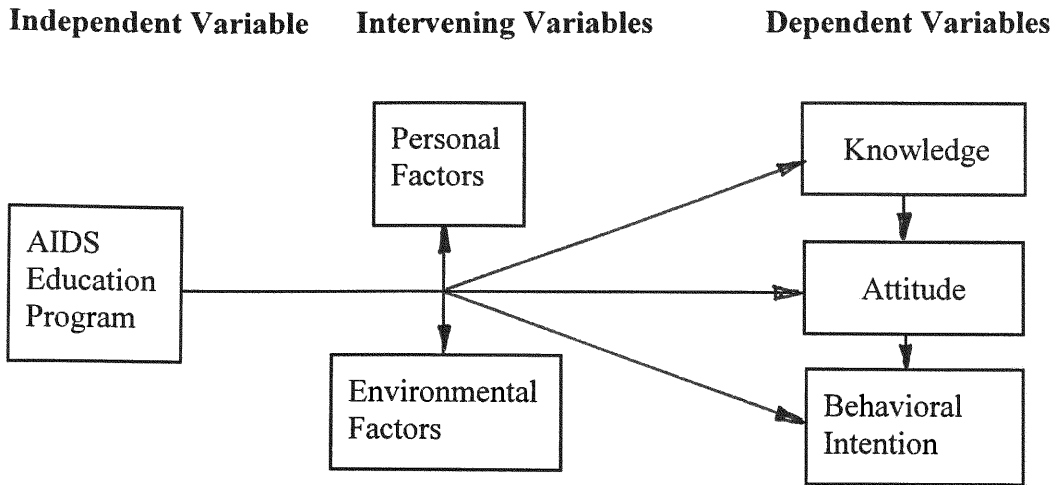 Independent Variable
Intervening Variables
Dependent Variables
Personal
Factors
Knowledge
AIDS
Education
Program
Attitude
Environmental
Factors
Behavioral
Intention